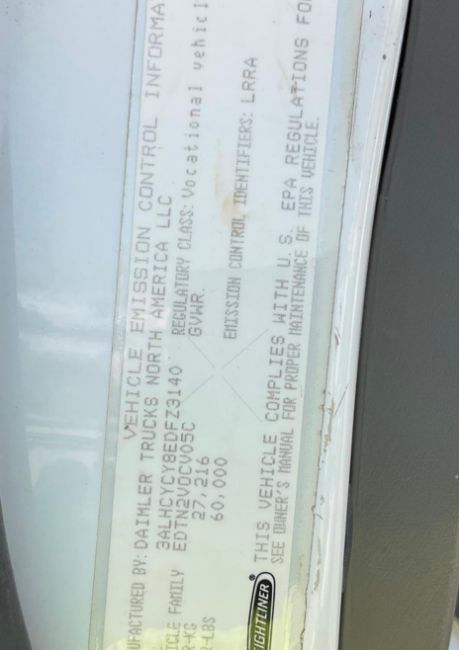 VEHICLE EMISSION CONTROL INFORMA
UFACTURED BY: DAIMLER TRUCKS NORTH AMERICA LLC
3ALHCYCY8EDFZ3140 REGULATORY CLASS: Vocational vehicl
ICLE FAMILY EDTN2VOCV05C GVWR.
R-KG 27,216
R-LBS 60,000 EMISSION CONTROL IDENTIFIERS: LRRA
IGHTLINER® THIS VEHICLE COMPLIES WITH U.S. EPA REGULATIONS FO
SEE OWNER'S MANUAL FOR PROPER MAINTENANCE OF THIS VEHICLE.